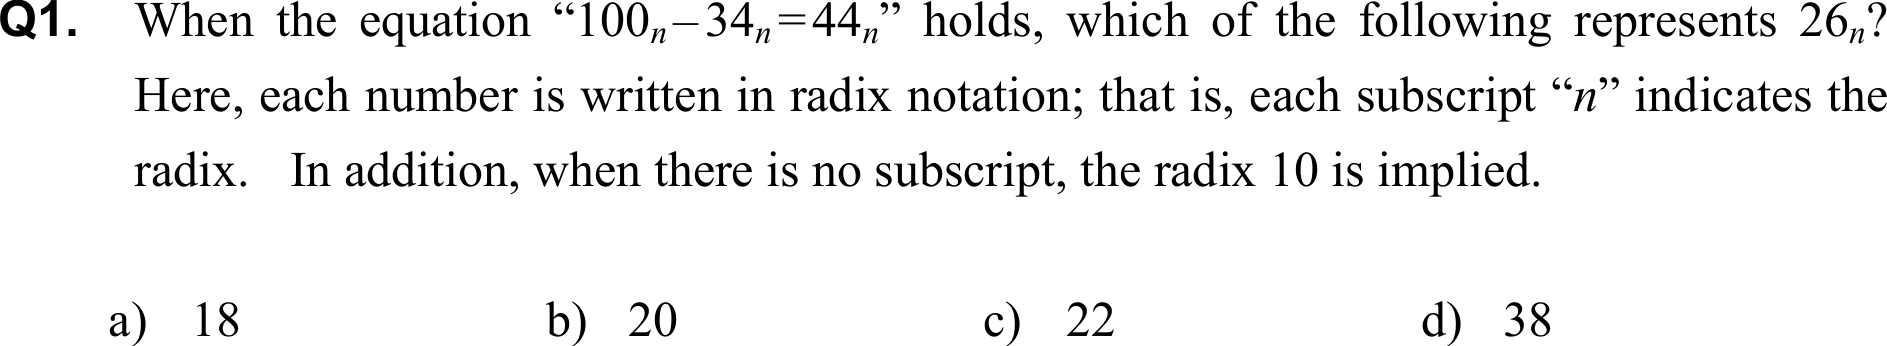 Q1. When the equation “100n–34n=44n” holds, which of the following represents 26n?
Here, each number is written in radix notation; that is, each subscript “n” indicates the
radix. In addition, when there is no subscript, the radix 10 is implied.
a) 18 b) 20 c) 22 d) 38